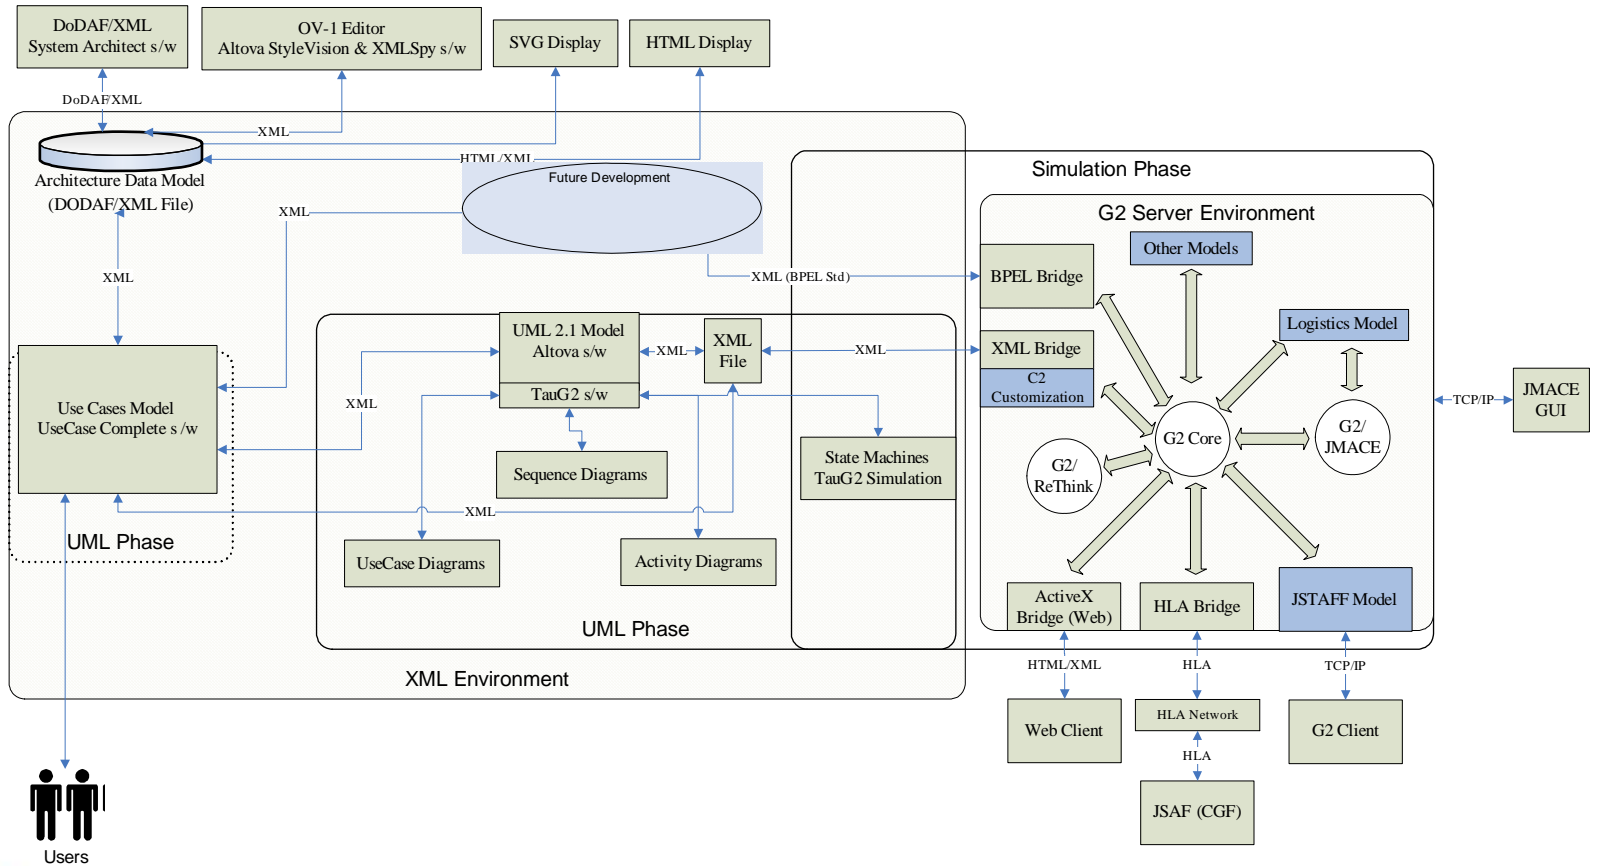 DoDAF/XML
System Architect s/w
OV-1 Editor
Altova StyleVision & XMLSpy s/w
SVG Display
HTML Display
DoDAF/XML
XML
HTML/XML
Architecture Data Model
(DODAF/XML File)
Future Development
XML
XML
XML (BPEL Std)
Simulation Phase
G2 Server Environment
Other Models
BPEL Bridge
Logistics Model
XML Bridge
C2
Customization
G2 Core
G2/
JMACE
G2/
ReThink
TCP/IP
JMACE
GUI
UML 2.1 Model
Altova s/w
TauG2 s/w
XML
XML
File
XML
Use Cases Model
UseCase Complete s /w
XML
Sequence Diagrams
State Machines
TauG2 Simulation
XML
UML Phase
UseCase Diagrams
Activity Diagrams
UML Phase
XML Environment
ActiveX
Bridge (Web)
HLA Bridge
JSTAFF Model
HTML/XML
HLA
TCP/IP
Web Client
HLA Network
G2 Client
HLA
JSAF (CGF)
Users